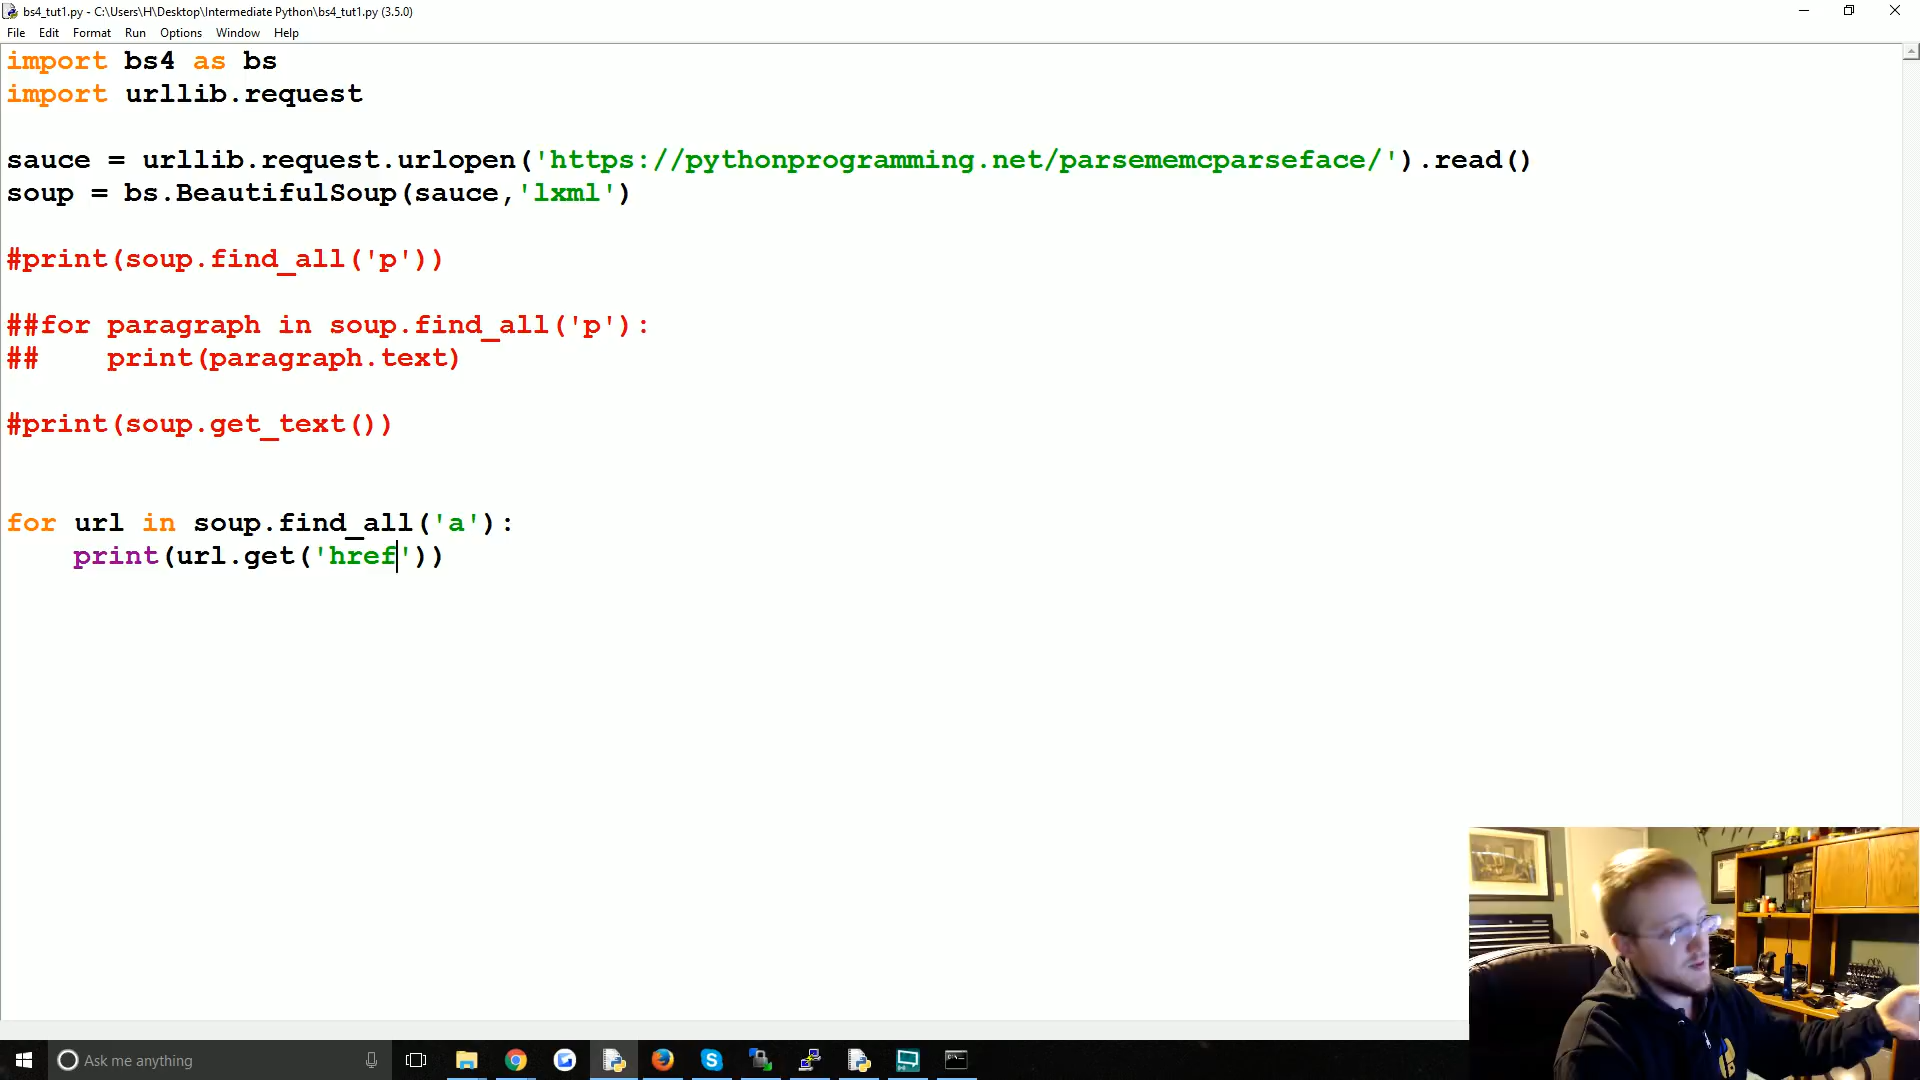 bs4_tut1.py - C:\Users\H\Desktop\Intermediate Python\bs4_tut1.py (3.5.0)
File Edit Format Run Options Window Help
import bs4 as bs
import urllib.request
sauce = urllib.request.urlopen('https://pythonprogramming.net/parsememcparseface/').read()
soup = bs.BeautifulSoup(sauce,'lxml')
#print(soup.find_all('p'))
##for paragraph in soup.find_all('p'):
##    print(paragraph.text)
#print(soup.get_text())
for url in soup.find_all('a'):
    print(url.get('href'))
Ask me anything